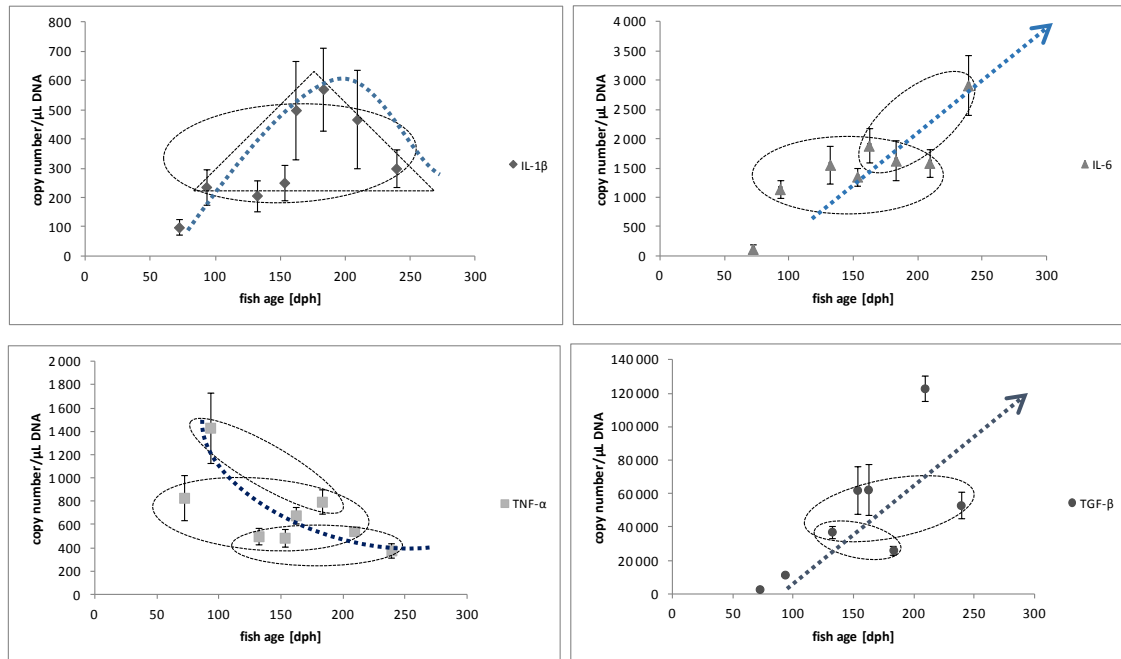 copy number/µL DNA
800
700
600
500
400
300
200
100
0
0 50 100 150 200 250 300
fish age [dph]
IL-1β
copy number/µL DNA
4 000
3 500
3 000
2 500
2 000
1 500
1 000
500
0
0 50 100 150 200 250 300
fish age [dph]
IL-6
copy number/µL DNA
2 000
1 800
1 600
1 400
1 200
1 000
800
600
400
200
0
0 50 100 150 200 250 300
fish age [dph]
TNF-α
copy number/µL DNA
140 000
120 000
100 000
80 000
60 000
40 000
20 000
0
0 50 100 150 200 250 300
fish age [dph]
TGF-β